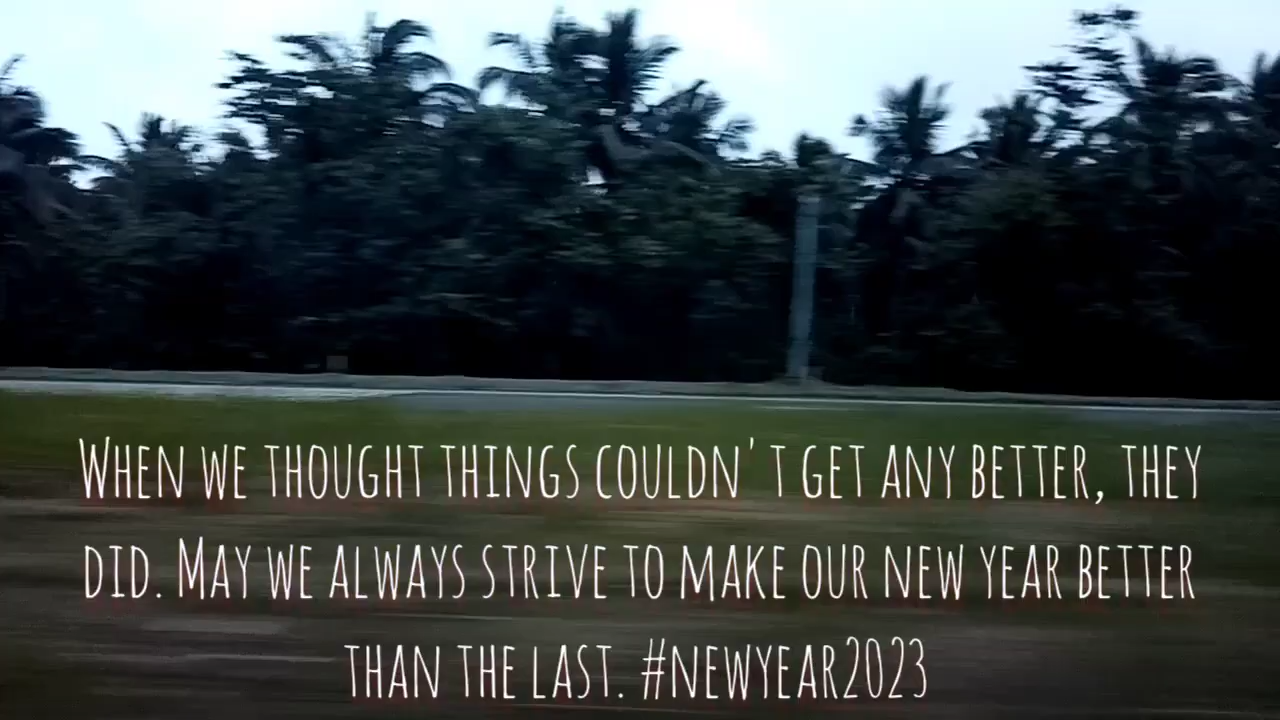 When we thought things couldn't get any better, they
did. May we always strive to make our new year better
than the last. #newyear2023